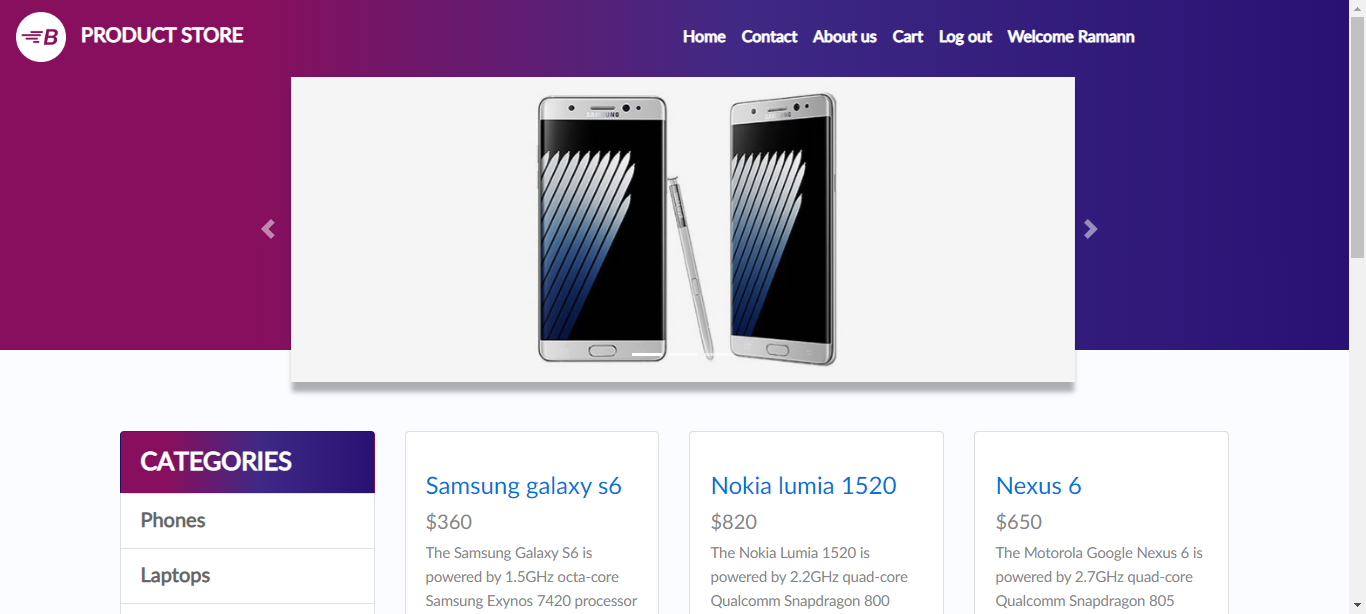 B PRODUCT STORE
Home Contact About us Cart Log out Welcome Ramann
SAMSUNG
SAMSUNG
CATEGORIES
Phones
Laptops
Samsung galaxy s6
$360
The Samsung Galaxy S6 is
powered by 1.5GHz octa-core
Samsung Exynos 7420 processor
Nokia lumia 1520
$820
The Nokia Lumia 1520 is
powered by 2.2GHz quad-core
Qualcomm Snapdragon 800
Nexus 6
$650
The Motorola Google Nexus 6 is
powered by 2.7GHz quad-core
Qualcomm Snapdragon 805